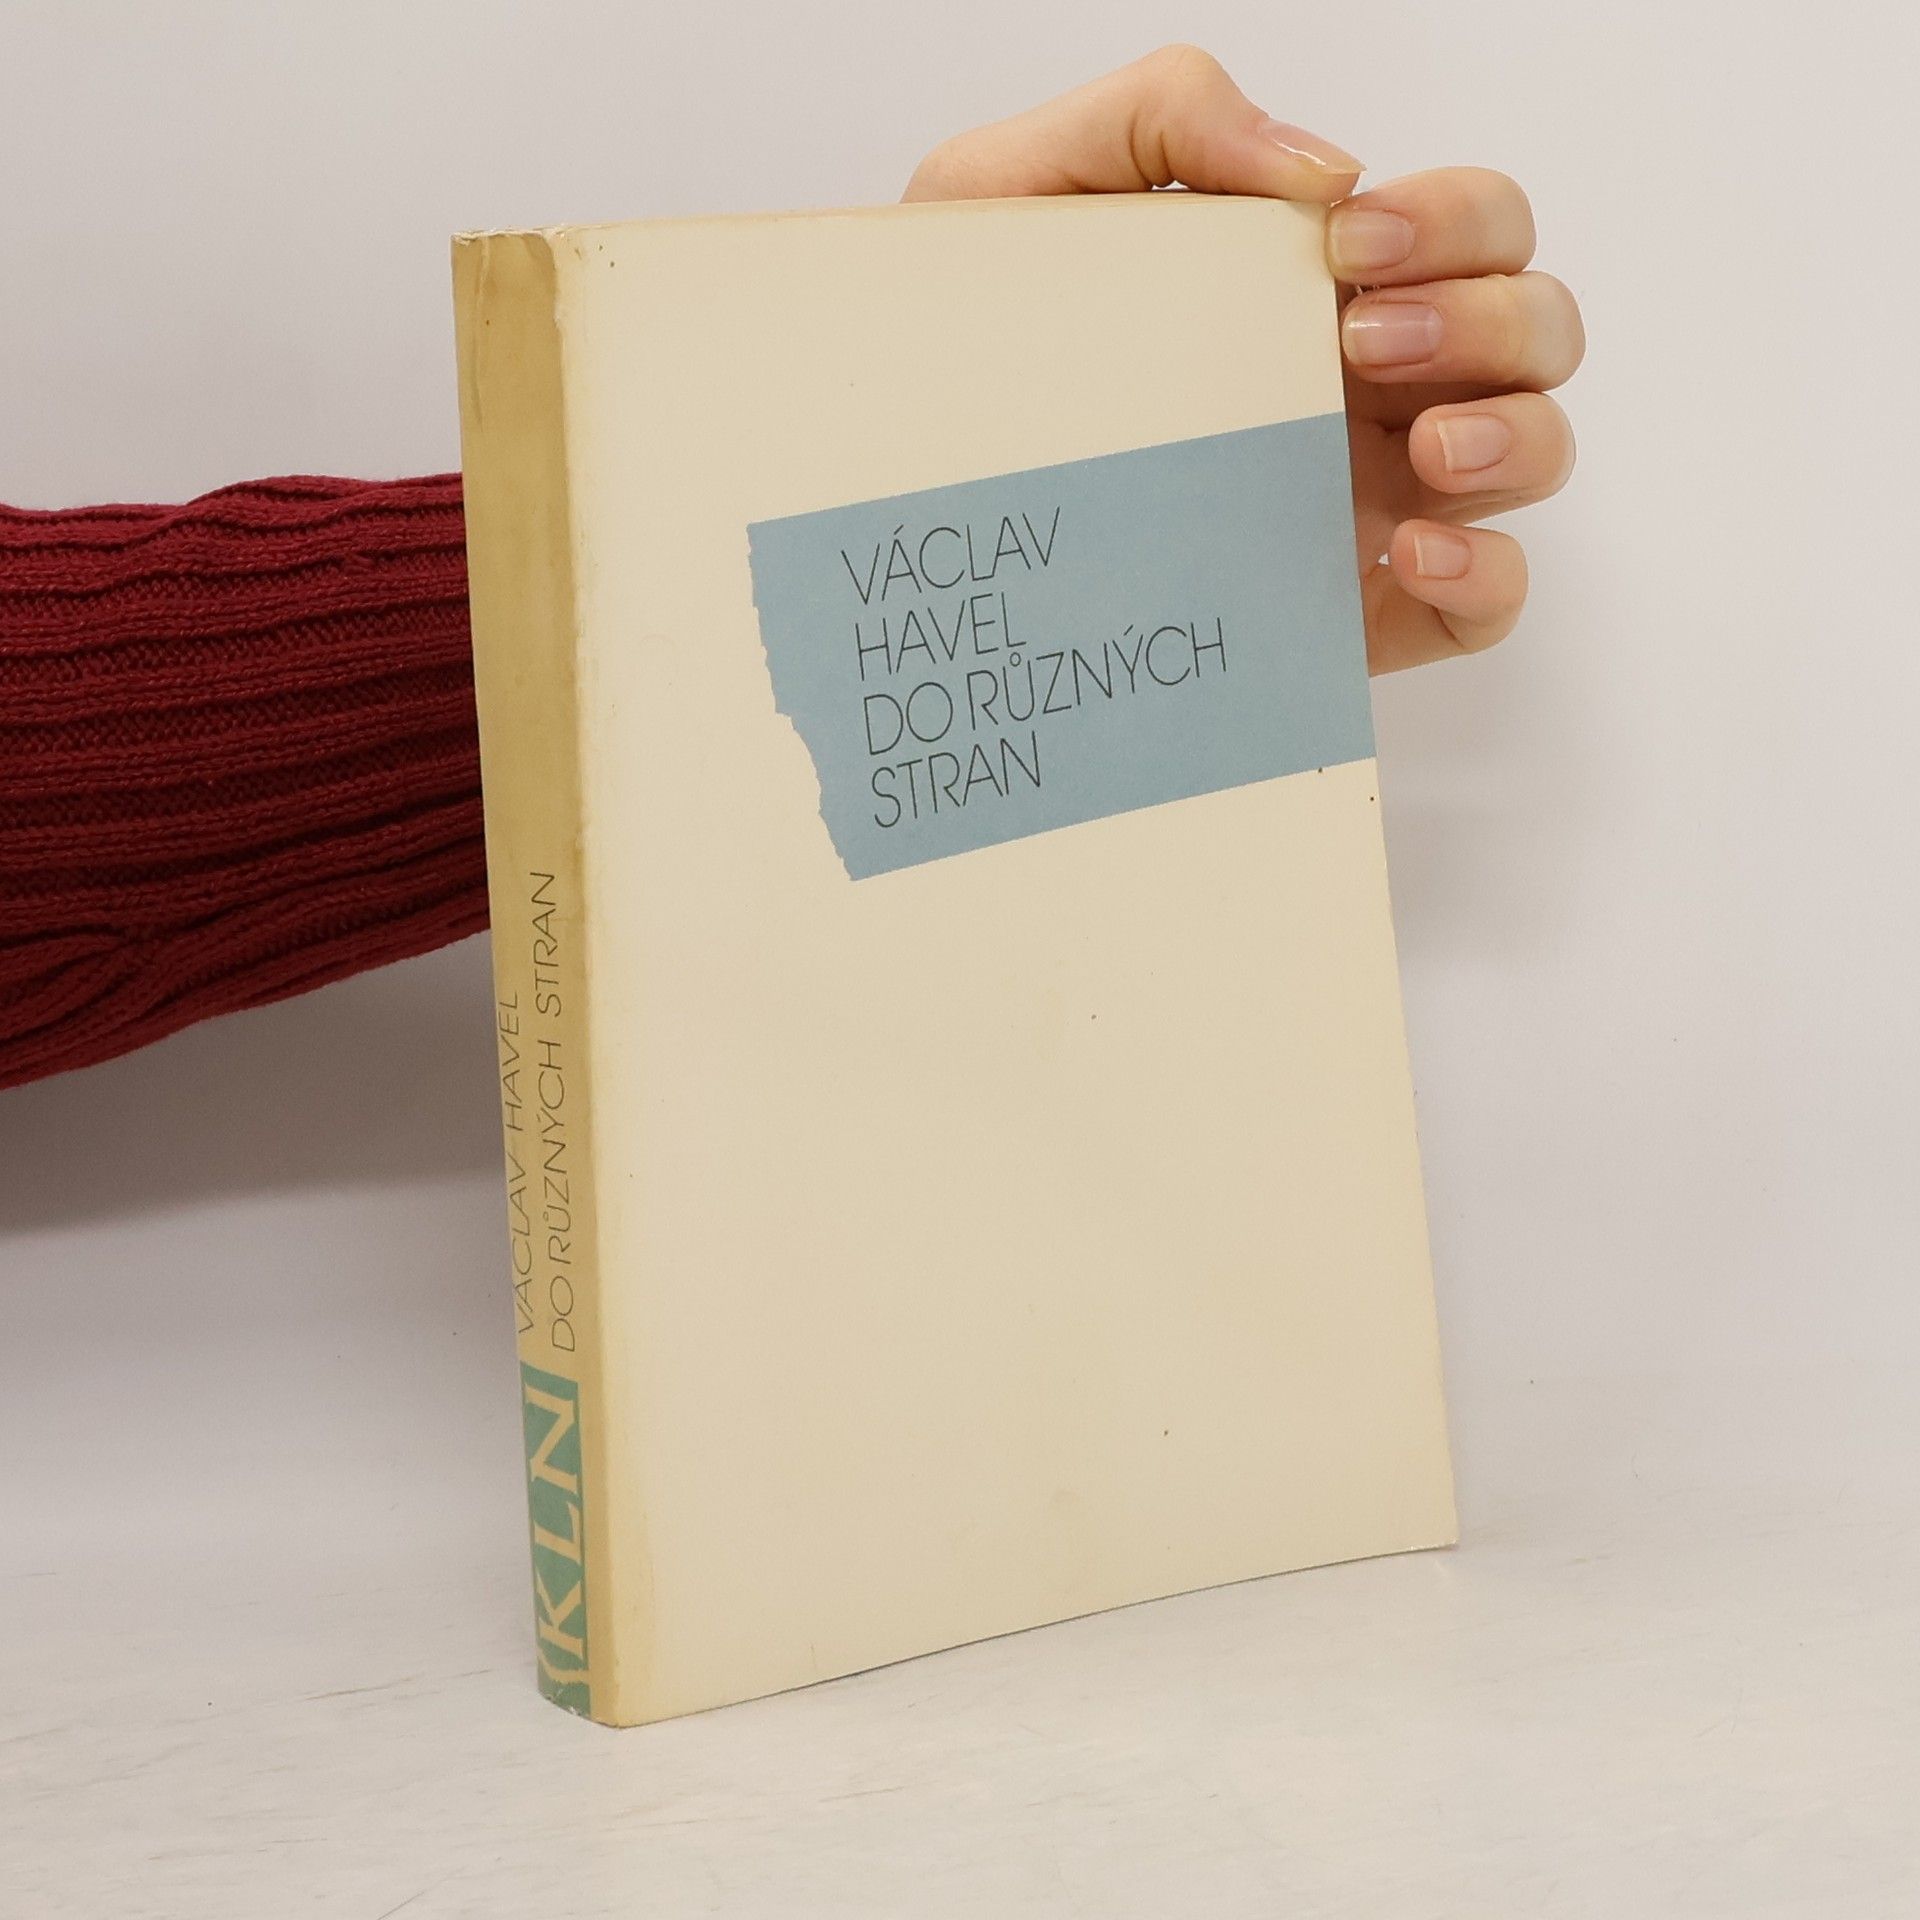 VÁCLAV
HAVEL
DO RŮZNÝCH
STRAN
VÁCLAV HAVEL
DO RŮZNÝCH STRAN
KLN